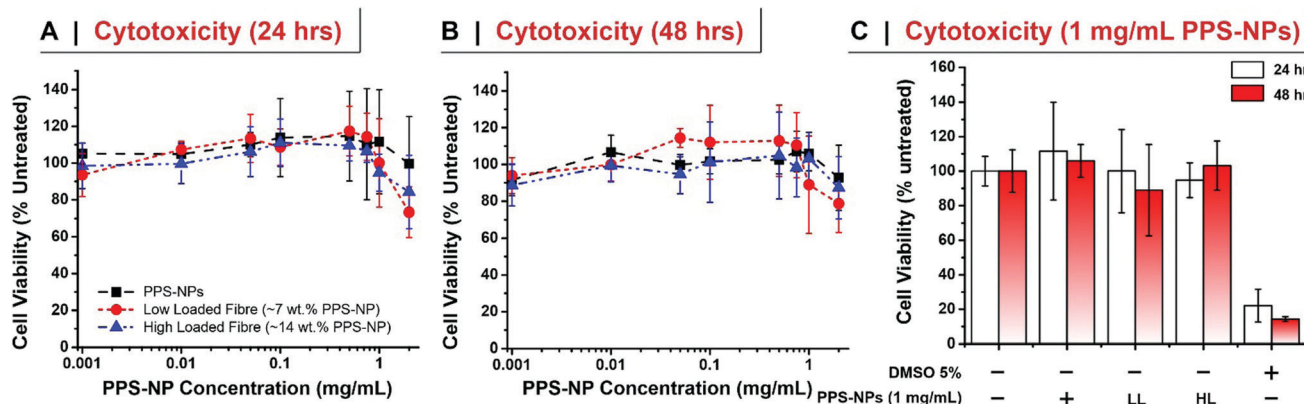 A | Cytotoxicity (24 hrs)
B | Cytotoxicity (48 hrs)
C | Cytotoxicity (1 mg/mL PPS-NPs)
Cell Viability (% Untreated)
140
120
100
80
60
40
20
0
PPS-NPs
Low Loaded Fibre (~7 wt.% PPS-NP)
High Loaded Fibre (~14 wt.% PPS-NP)
0.001 0.01 0.1 1
PPS-NP Concentration (mg/mL)
Cell Viability (% Untreated)
140
120
100
80
60
40
20
0
0.001 0.01 0.1 1
PPS-NP Concentration (mg/mL)
Cell Viability (% untreated)
160
140
120
100
80
60
40
20
0
24 hr
48 hr
DMSO 5% − − − − +
PPS-NPs (1 mg/mL) − + LL HL −